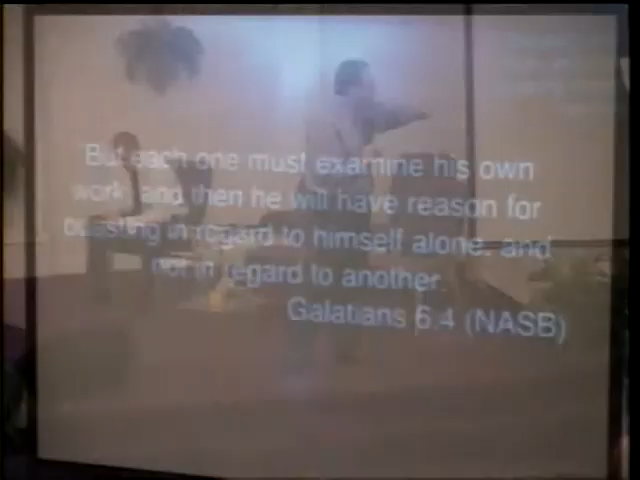 But each one must examine his own
work, and then he will have reason for
boasting in regard to himself alone, and
not in regard to another.
Galatians 6:4 (NASB)